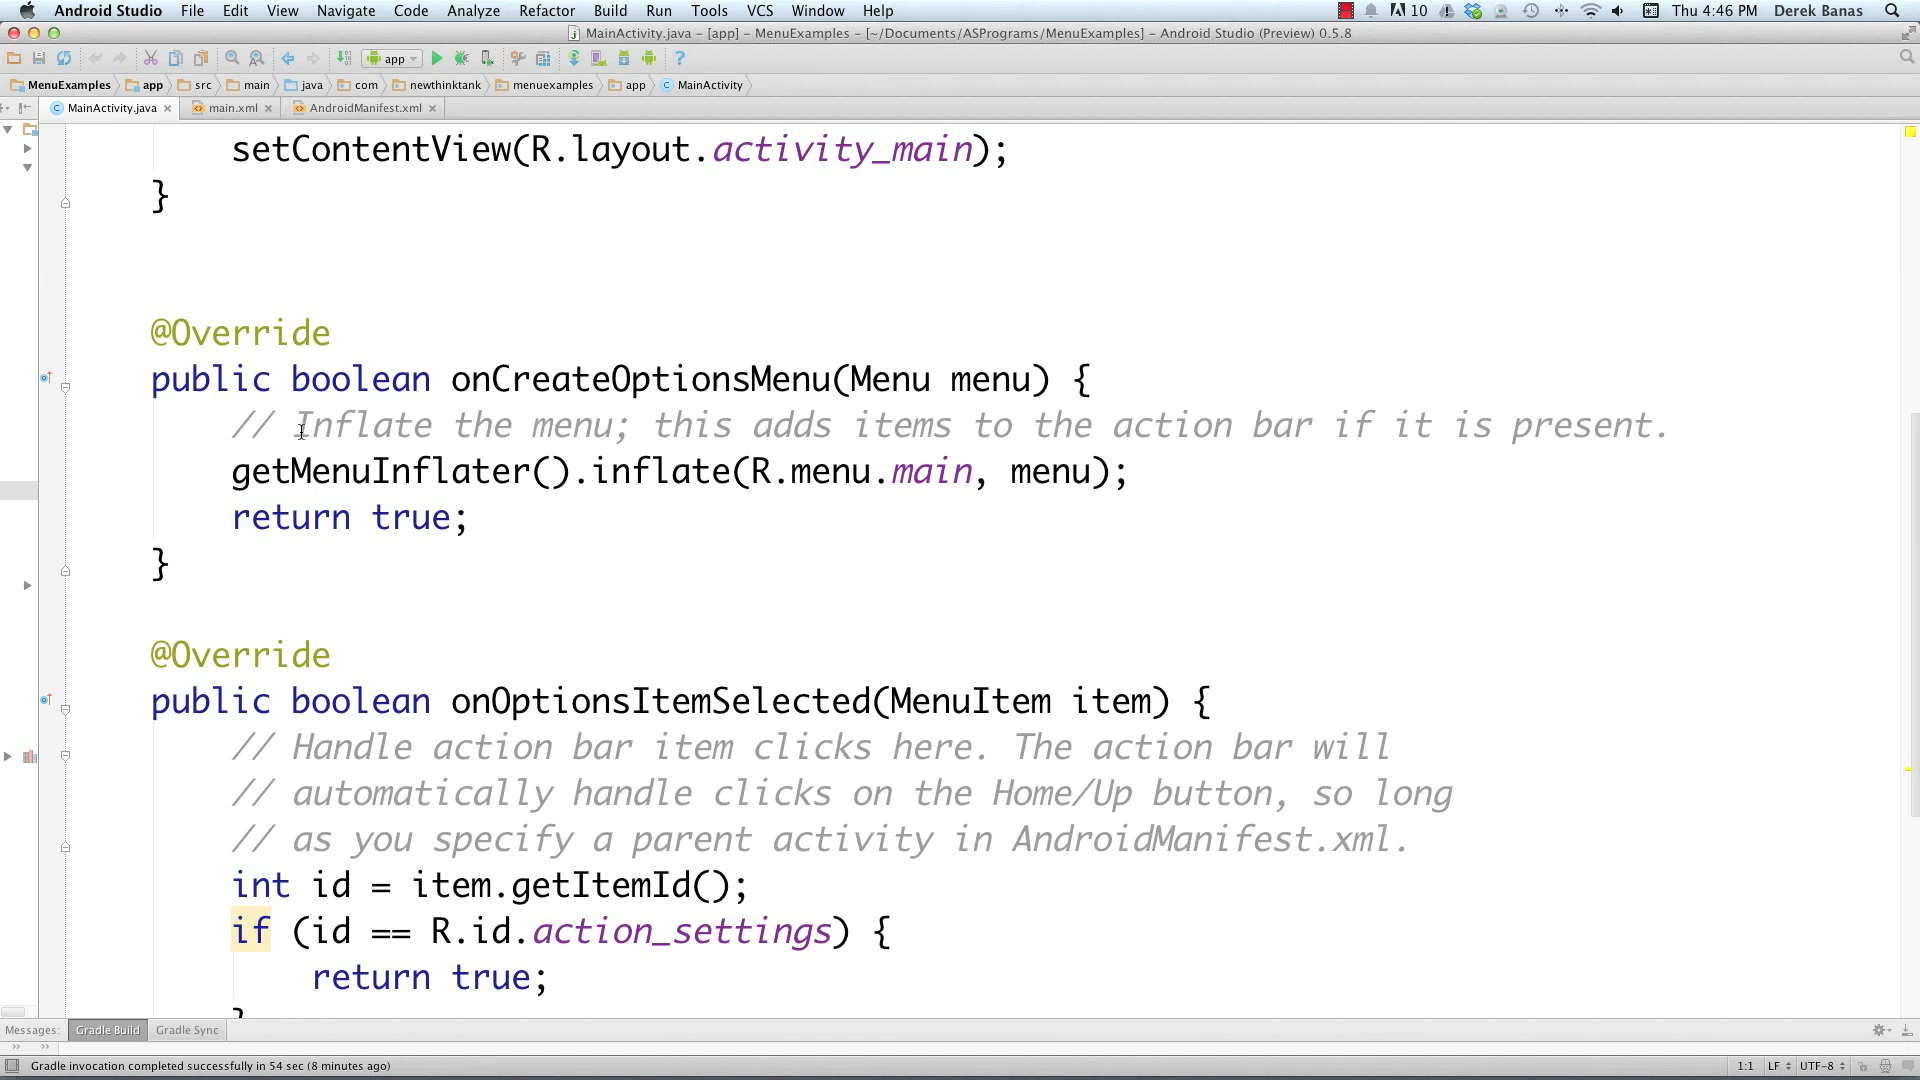 Android Studio File Edit View Navigate Code Analyze Refactor Build Run Tools VCS Window Help 10 Thu 4:46 PM Derek Banas
MainActivity.java – [app] – MenuExamples – [~/Documents/ASPrograms/MenuExamples] – Android Studio (Preview) 0.5.8
app
MenuExamples app src main java com newthinktank menuexamples app MainActivity
MainActivity.java main.xml AndroidManifest.xml
setContentView(R.layout.activity_main);
}
@Override
public boolean onCreateOptionsMenu(Menu menu) {
// Inflate the menu; this adds items to the action bar if it is present.
getMenuInflater().inflate(R.menu.main, menu);
return true;
}
@Override
public boolean onOptionsItemSelected(MenuItem item) {
// Handle action bar item clicks here. The action bar will
// automatically handle clicks on the Home/Up button, so long
// as you specify a parent activity in AndroidManifest.xml.
int id = item.getItemId();
if (id == R.id.action_settings) {
return true;
}
Messages: Gradle Build Gradle Sync
Gradle invocation completed successfully in 54 sec (8 minutes ago) 1:1 LF UTF-8